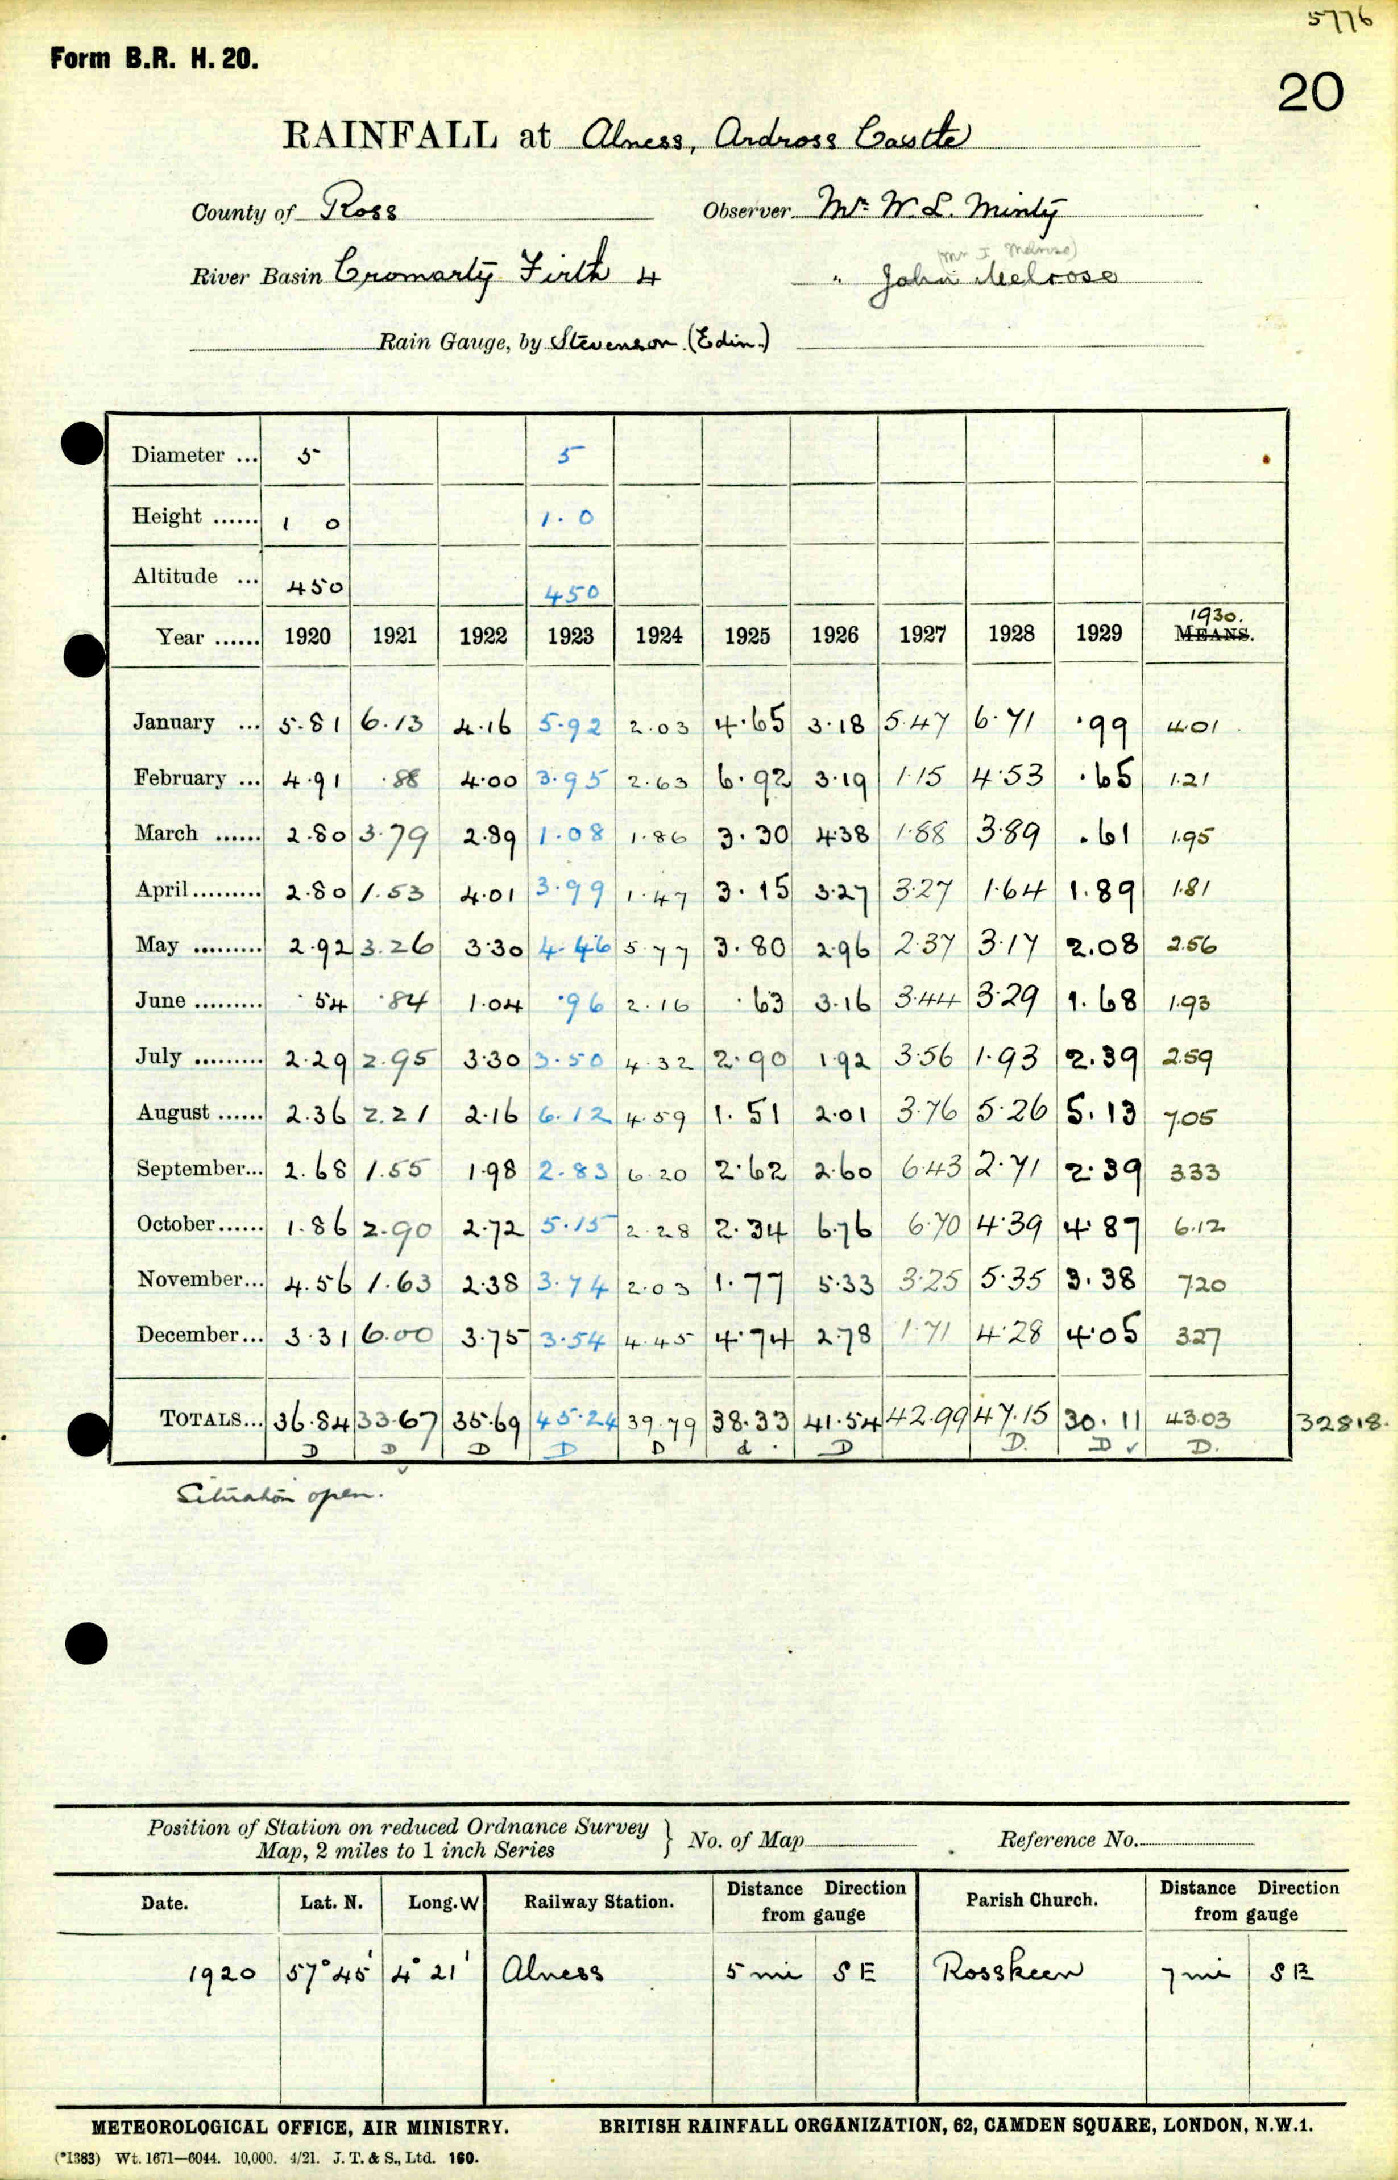 5776
Form B.R. H. 20.
20
RAINFALL at Alness, Ardross Castle
County of Ross Observer Mr. W. L. Minty
(Mr J Melrose)
River Basin Cromarty Firth 4 " John Melrose
Rain Gauge, by Stevenson (Edin.)
Diameter ... 5 5
Height ...... 1 0 1.0
Altitude ... 450 450
1930.
Year ...... 1920 1921 1922 1923 1924 1925 1926 1927 1928 1929 MEANS.
January ... 5.81 6.13 4.16 5.92 2.03 4.65 3.18 5.47 6.71 .99 4.01
February ... 4.91 .88 4.00 3.95 2.63 6.92 3.19 1.15 4.53 .65 1.21
March ...... 2.80 3.79 2.89 1.08 1.86 3.30 4.38 1.88 3.89 .61 1.95
April......... 2.80 1.53 4.01 3.99 1.47 3.15 3.27 3.27 1.64 1.89 1.81
May ......... 2.92 3.26 3.30 4.46 5.77 3.80 2.96 2.37 3.17 2.08 2.56
June ......... .54 .84 1.04 .96 2.16 .63 3.16 3.44 3.29 1.68 1.93
July ......... 2.29 2.95 3.30 3.50 4.32 2.90 1.92 3.56 1.93 2.39 2.59
August ...... 2.36 2.21 2.16 6.12 4.59 1.51 2.01 3.76 5.26 5.13 7.05
September... 2.68 1.55 1.98 2.83 6.20 2.62 2.60 6.43 2.71 2.39 3.33
October...... 1.86 2.90 2.72 5.15 2.28 2.34 6.76 6.70 4.39 4.87 6.12
November... 4.56 1.63 2.38 3.74 2.03 1.77 5.33 3.25 5.35 3.38 7.20
December... 3.31 6.00 3.75 3.54 4.45 4.74 2.78 1.71 4.28 4.05 3.27
TOTALS... 36.84 33.67 35.69 45.24 39.79 38.33 41.54 42.99 47.15 30.11 43.03 328.18.
D D D D D d. D D. D ✓ D.
Situation open.
Position of Station on reduced Ordnance Survey
Map, 2 miles to 1 inch Series } No. of Map Reference No.
Date. Lat. N. Long. W Railway Station. Distance from gauge Direction Parish Church. Distance from gauge Direction
1920 57° 45' 4° 21' Alness 5 mi S E Rosskeen 7 mi S E
METEOROLOGICAL OFFICE, AIR MINISTRY. BRITISH RAINFALL ORGANIZATION, 62, CAMDEN SQUARE, LONDON, N.W.1.
(*1383) Wt. 1671—6044. 10,000. 4/21. J. T. & S., Ltd. 160.